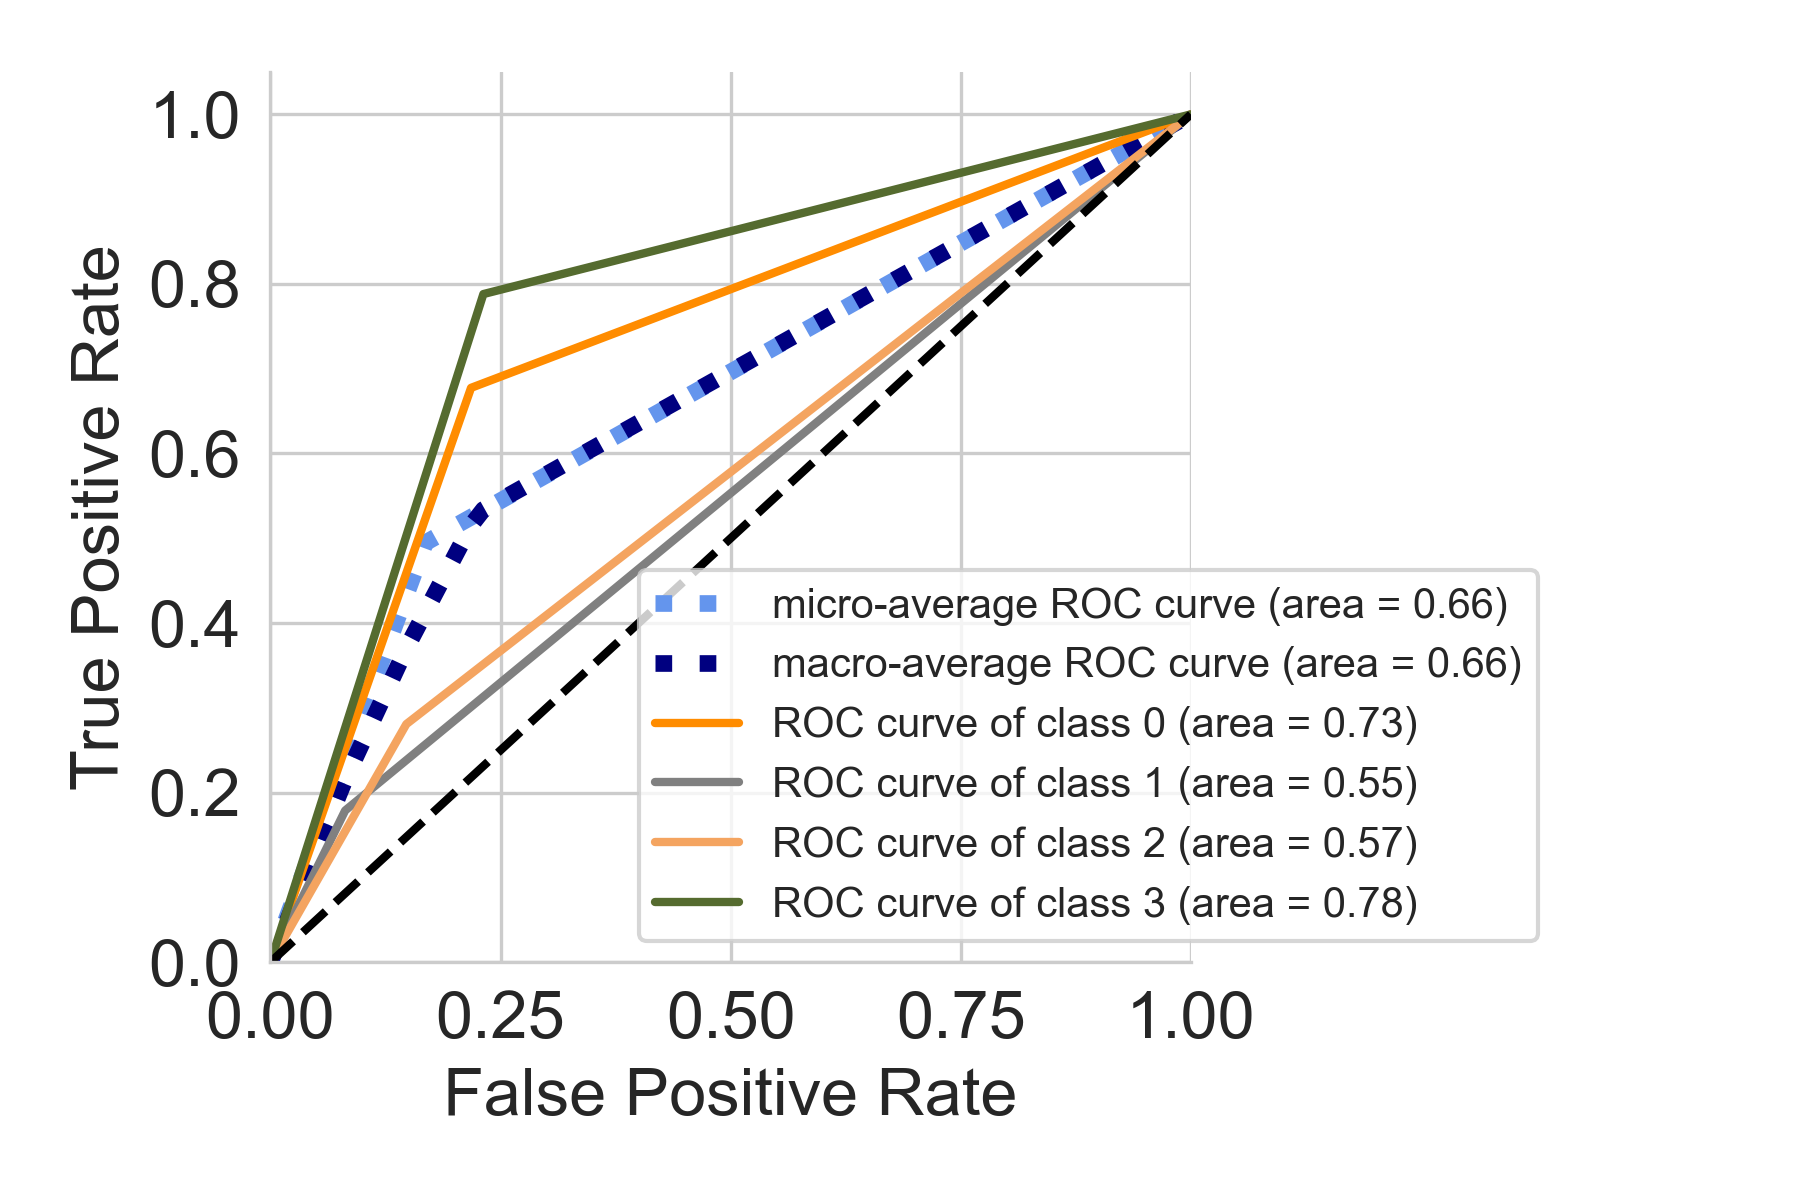 1.0
0.8
0.6
0.4
0.2
0.0
True Positive Rate
micro-average ROC curve (area = 0.66)
macro-average ROC curve (area = 0.66)
ROC curve of class 0 (area = 0.73)
ROC curve of class 1 (area = 0.55)
ROC curve of class 2 (area = 0.57)
ROC curve of class 3 (area = 0.78)
0.00 0.25 0.50 0.75 1.00
False Positive Rate